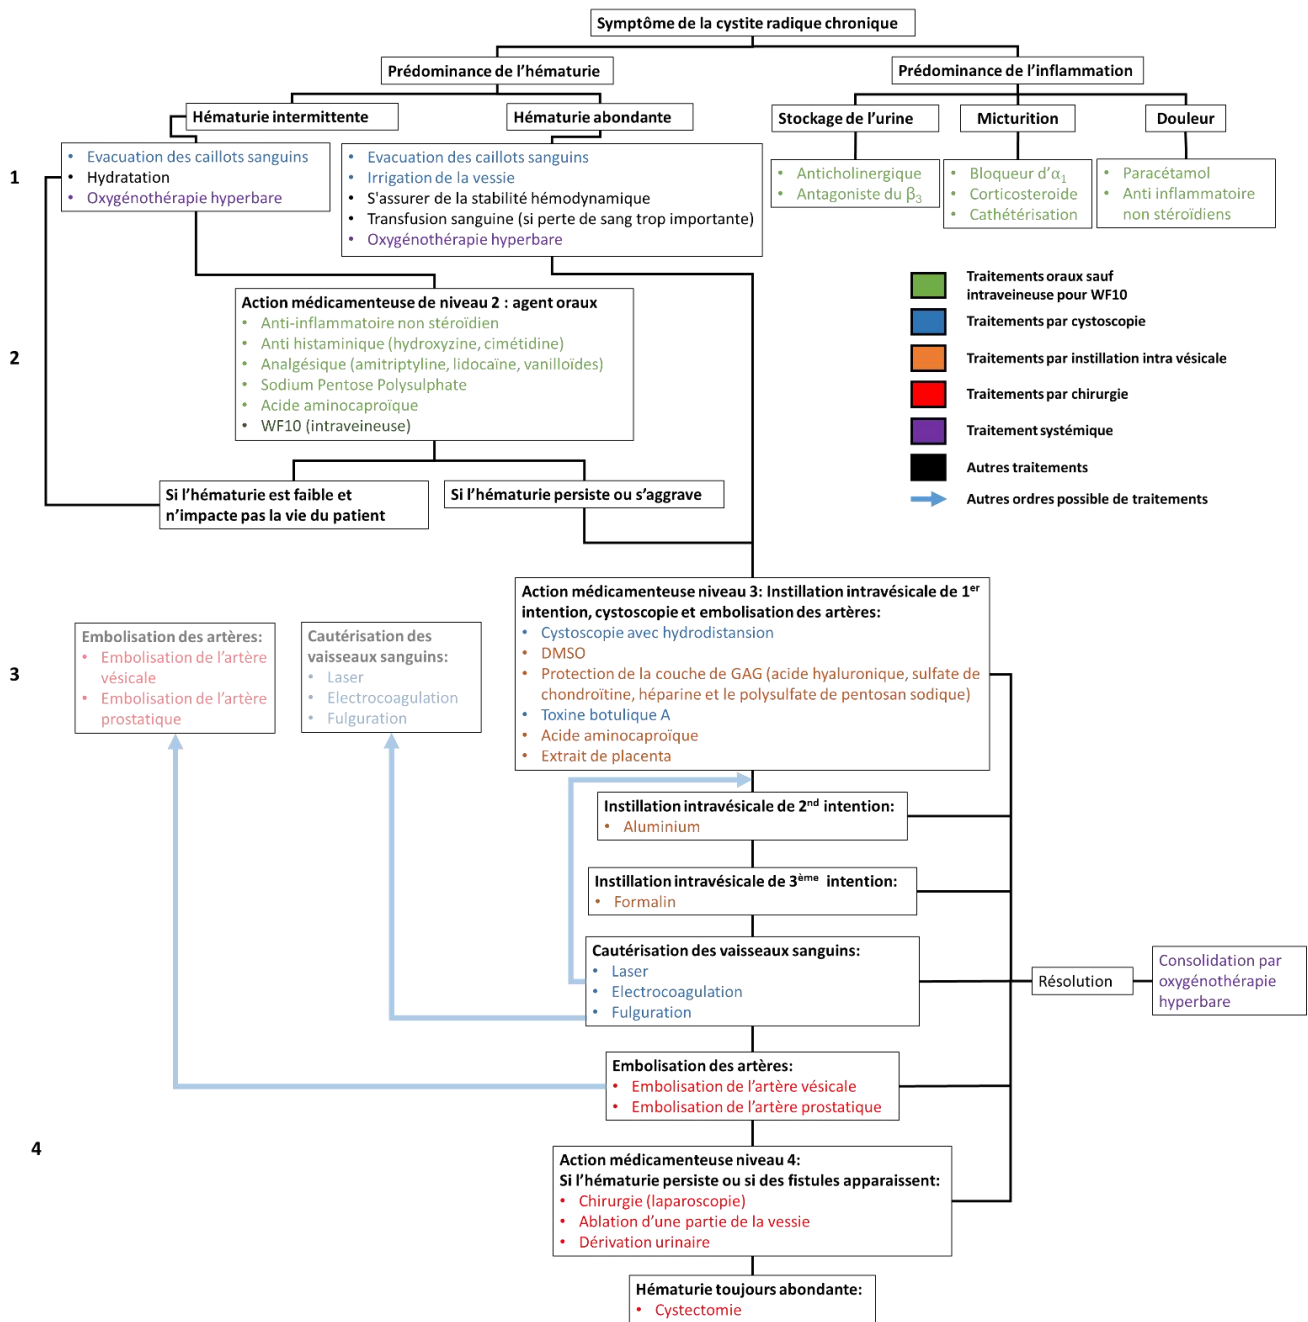 Symptôme de la cystite radique chronique
Prédominance de l'hématurie
Prédominance de l'inflammation
Hématurie intermittente
Hématurie abondante
Stockage de l'urine
Micturition
Douleur
1
• Evacuation des caillots sanguins
• Hydratation
• Oxygénothérapie hyperbare
• Evacuation des caillots sanguins
• Irrigation de la vessie
• S'assurer de la stabilité hémodynamique
• Transfusion sanguine (si perte de sang trop importante)
• Oxygénothérapie hyperbare
• Anticholinergique
• Antagoniste du β3
• Bloqueur d'α1
• Corticosteroide
• Cathétérisation
• Paracétamol
• Anti inflammatoire
non stéroïdiens
Traitements oraux sauf
intraveineuse pour WF10
Traitements par cystoscopie
Traitements par instillation intra vésicale
Traitements par chirurgie
Traitement systémique
Autres traitements
Autres ordres possible de traitements
2
Action médicamenteuse de niveau 2 : agent oraux
• Anti-inflammatoire non stéroïdien
• Anti histaminique (hydroxyzine, cimétidine)
• Analgésique (amitriptyline, lidocaïne, vanilloïdes)
• Sodium Pentose Polysulphate
• Acide aminocaproïque
• WF10 (intraveineuse)
Si l'hématurie est faible et
n'impacte pas la vie du patient
Si l'hématurie persiste ou s'aggrave
3
Embolisation des artères:
• Embolisation de l'artère
vésicale
• Embolisation de l'artère
prostatique
Cautérisation des
vaisseaux sanguins:
• Laser
• Electrocoagulation
• Fulguration
Action médicamenteuse niveau 3: Instillation intravésicale de 1er
intention, cystoscopie et embolisation des artères:
• Cystoscopie avec hydrodistansion
• DMSO
• Protection de la couche de GAG (acide hyaluronique, sulfate de
chondroïtine, héparine et le polysulfate de pentosan sodique)
• Toxine botulique A
• Acide aminocaproïque
• Extrait de placenta
Instillation intravésicale de 2nd intention:
• Aluminium
Instillation intravésicale de 3ème intention:
• Formalin
Cautérisation des vaisseaux sanguins:
• Laser
• Electrocoagulation
• Fulguration
Résolution
Consolidation par
oxygénothérapie
hyperbare
Embolisation des artères:
• Embolisation de l'artère vésicale
• Embolisation de l'artère prostatique
4
Action médicamenteuse niveau 4:
Si l'hématurie persiste ou si des fistules apparaissent:
• Chirurgie (laparoscopie)
• Ablation d'une partie de la vessie
• Dérivation urinaire
Hématurie toujours abondante:
• Cystectomie